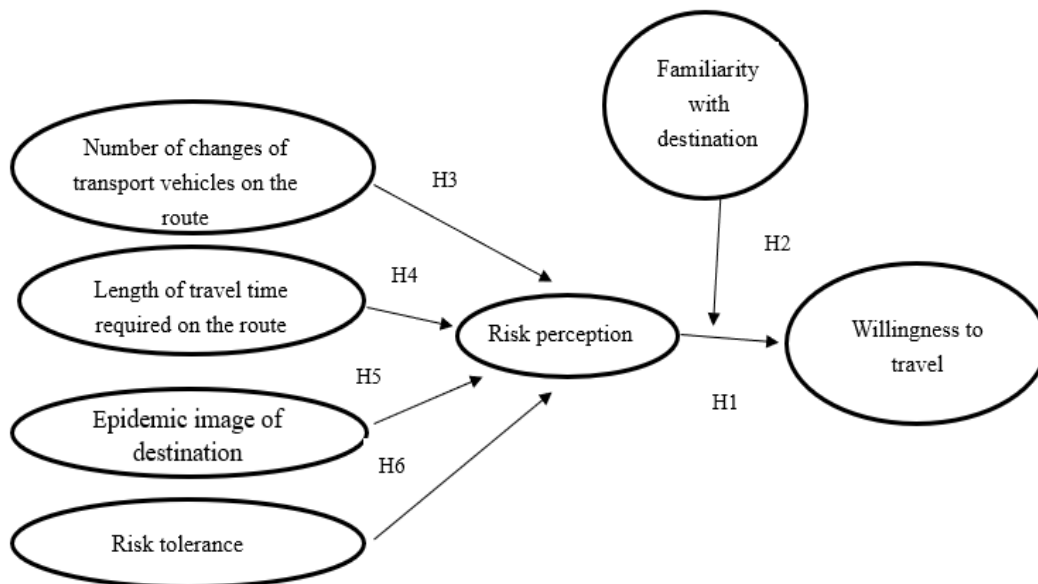 Familiarity
with
destination
Number of changes of
transport vehicles on the
route
H3
H2
Length of travel time
required on the route
H4
Risk perception
Willingness to
travel
H5
H1
Epidemic image of
destination
H6
Risk tolerance